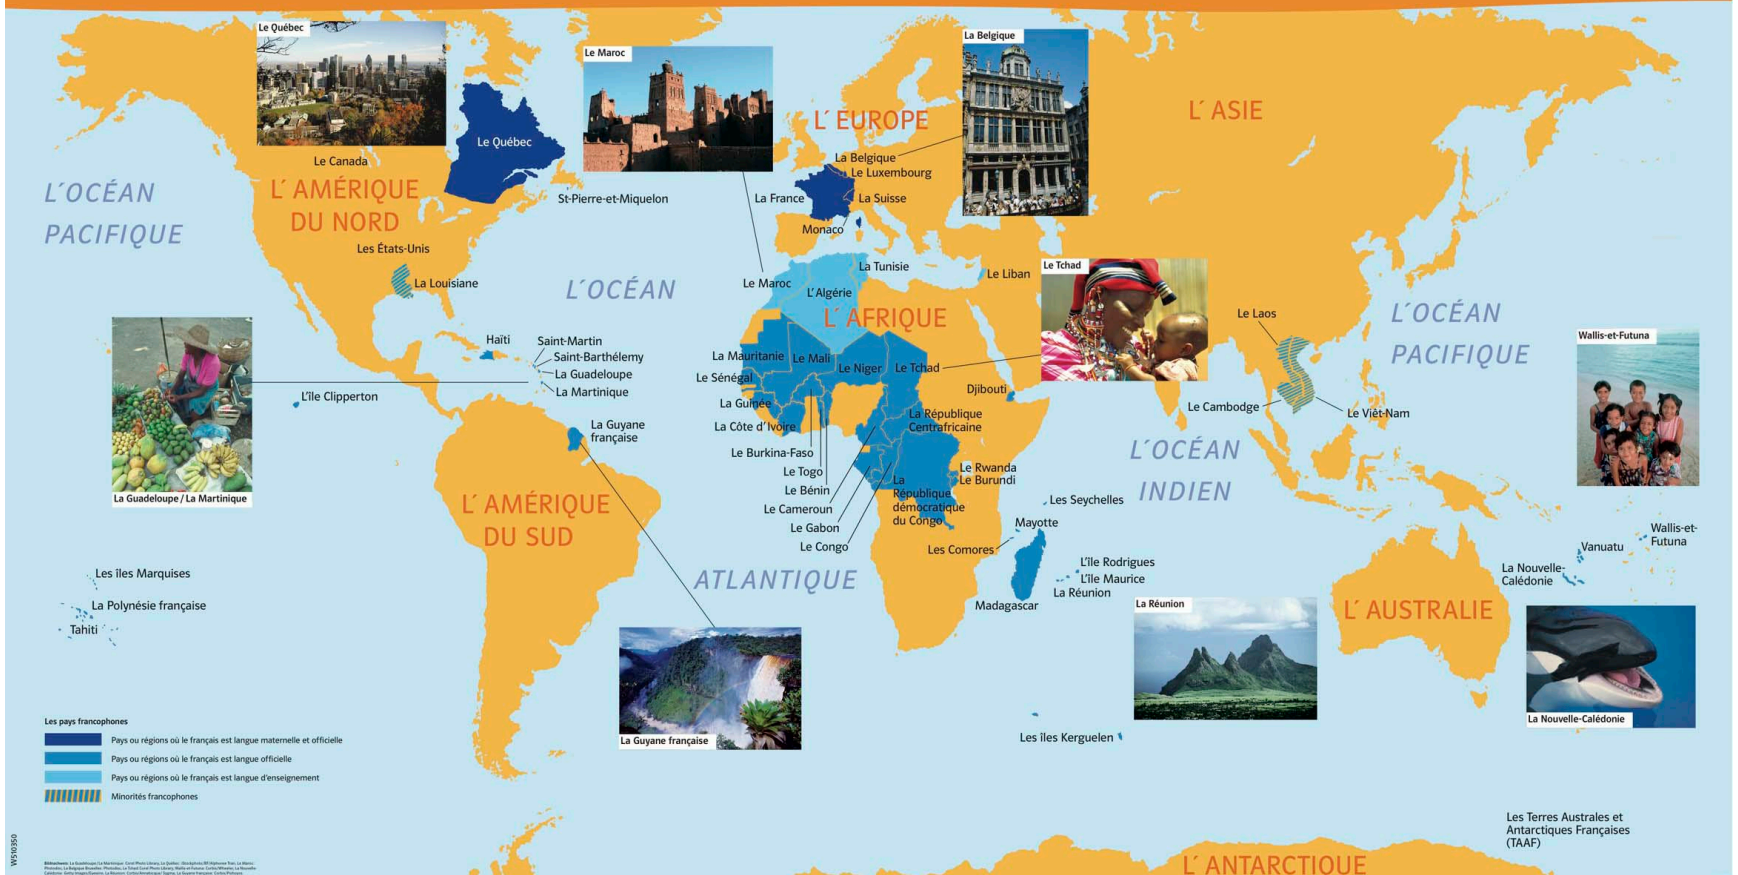 Le Québec
Le Maroc
La Belgique
L´ EUROPE
L´ ASIE
Le Québec
Le Canada
La Belgique
Le Luxembourg
L´OCÉAN
PACIFIQUE
L´ AMÉRIQUE
DU NORD
St-Pierre-et-Miquelon
La France
La Suisse
Monaco
Les États-Unis
La Louisiane
L´OCÉAN
La Tunisie
Le Maroc
L'Algérie
Le Liban
Le Tchad
L´ AFRIQUE
Le Laos
L´OCÉAN
PACIFIQUE
Wallis-et-Futuna
Haïti
Saint-Martin
Saint-Barthélemy
La Guadeloupe
La Martinique
La Mauritanie
Le Mali
Le Niger
Le Tchad
Le Sénégal
Djibouti
L'île Clipperton
La Guinée
La Côte d'Ivoire
La République
Centrafricaine
Le Cambodge
Le Viêt-Nam
La Guyane
française
Le Burkina-Faso
Le Togo
Le Bénin
Le Cameroun
Le Gabon
Le Congo
Le Rwanda
Le Burundi
La
République
démocratique
du Congo
L´OCÉAN
INDIEN
La Guadeloupe / La Martinique
L´ AMÉRIQUE
DU SUD
Les Seychelles
Mayotte
Les Comores
L'île Rodrigues
L'île Maurice
La Réunion
Madagascar
Wallis-et-
Futuna
Vanuatu
La Nouvelle-
Calédonie
ATLANTIQUE
Les îles Marquises
La Polynésie française
Tahiti
La Réunion
L´ AUSTRALIE
La Nouvelle-Calédonie
La Guyane française
Les îles Kerguelen
Les pays francophones
Pays ou régions où le français est langue maternelle et officielle
Pays ou régions où le français est langue officielle
Pays ou régions où le français est langue d'enseignement
Minorités francophones
Les Terres Australes et
Antarctiques Françaises
(TAAF)
L´ ANTARCTIQUE
W510350